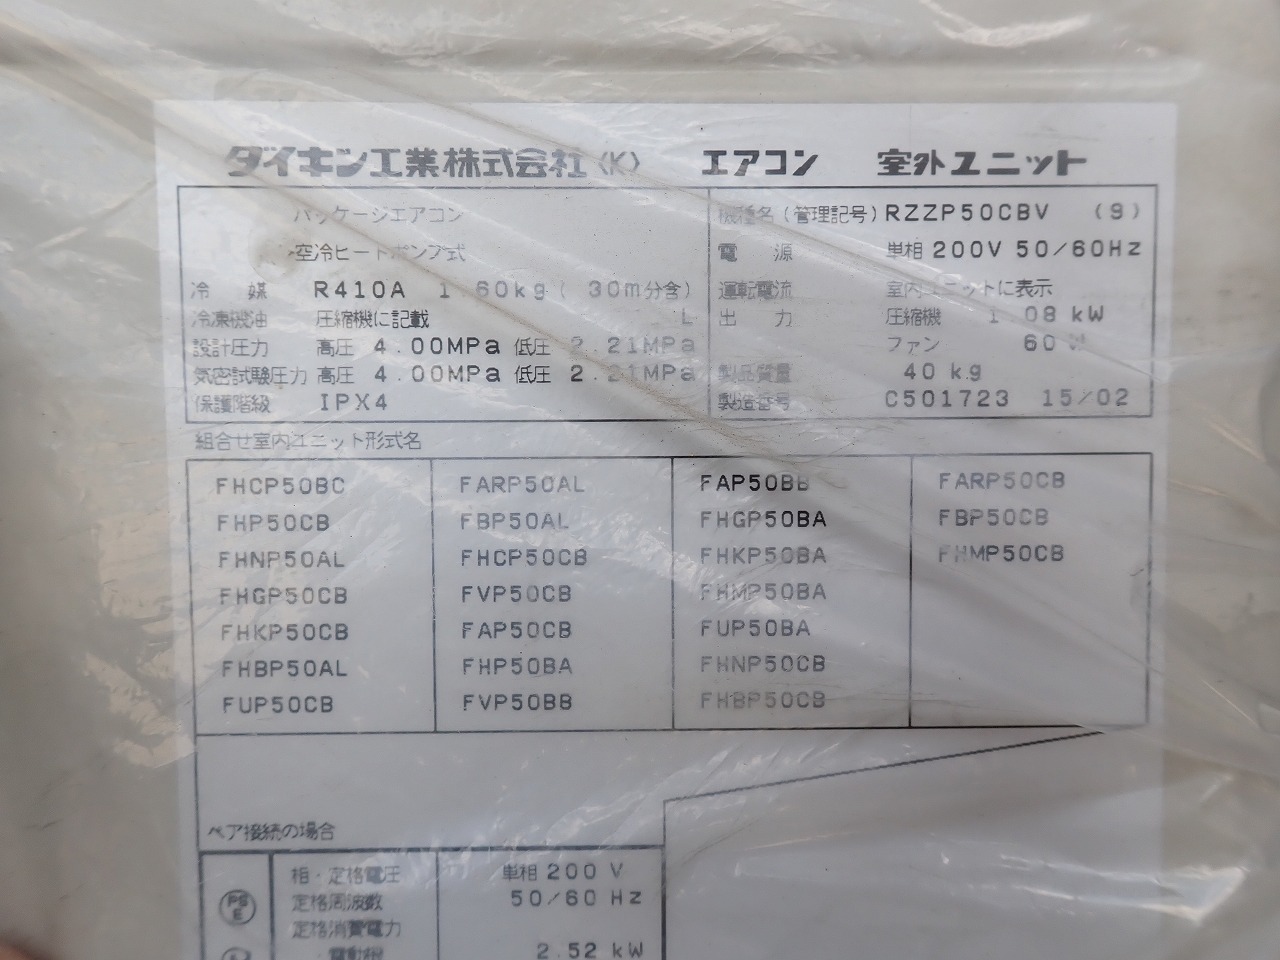 ダイキン工業株式会社〈K〉 エアコン 室外ユニット
パッケージエアコン
空冷ヒートポンプ式
冷媒 R410A 1.60kg( 30m分含)
冷凍機油 圧縮機に記載 L
設計圧力 高圧 4.00MPa 低圧 2.21MPa
気密試験圧力 高圧 4.00MPa 低圧 2.21MPa
保護階級 IPX4
機種名(管理記号) RZZP50CBV (9)
電源 単相 200V 50/60Hz
運転電流 室内ユニットに表示
出力 圧縮機 1.08 kW
ファン 60 W
製品質量 40 kg
製造番号 C501723 15/02
組合せ室内ユニット形式名
FHCP50BC FARP50AL FAP50BB FARP50CB
FHP50CB FBP50AL FHGP50BA FBP50CB
FHNP50AL FHCP50CB FHKP50BA FHMP50CB
FHGP50CB FVP50CB FHMP50BA
FHKP50CB FAP50CB FUP50BA
FHBP50AL FHP50BA FHNP50CB
FUP50CB FVP50BB FHBP50CB
ペア接続の場合
PS E
相・定格電圧 単相 200 V
定格周波数 50/60 Hz
定格消費電力
・電動機 2.52 kW